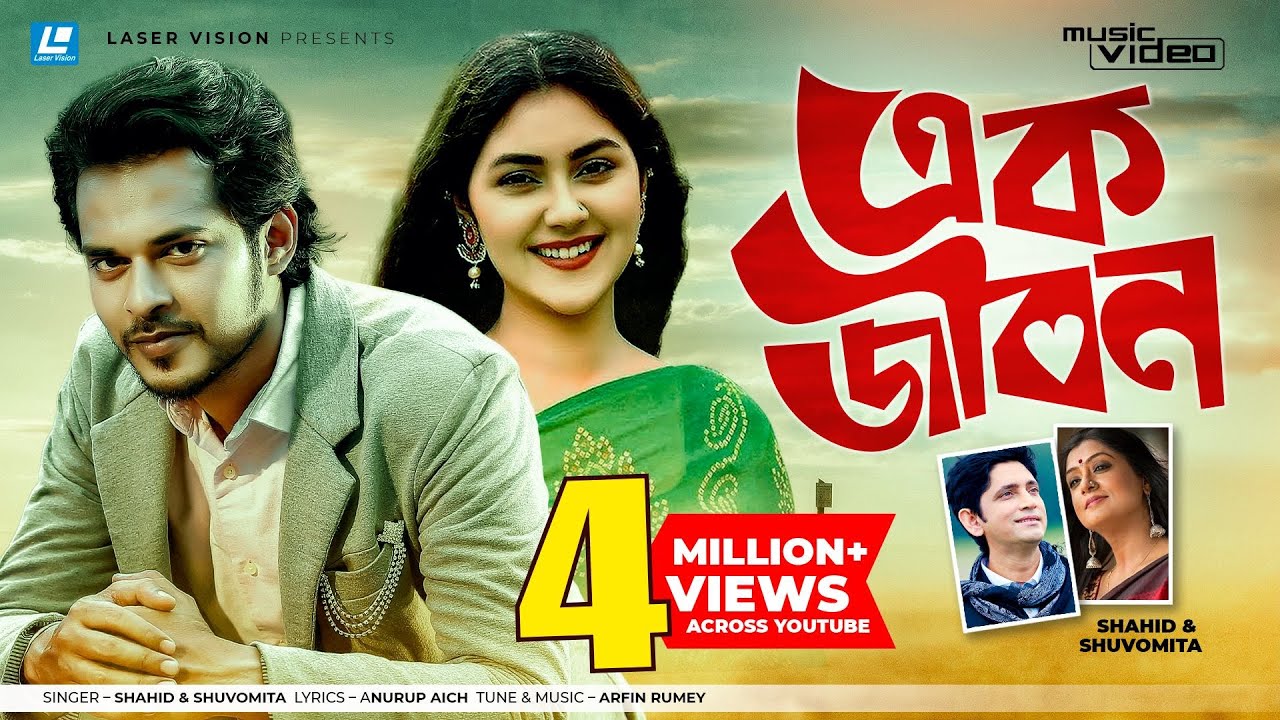 Laser Vision
LASER VISION PRESENTS
music
video
এক
জীবন
4
MILLION+
VIEWS
ACROSS YOUTUBE
SHAHID &
SHUVOMITA
SINGER – SHAHID & SHUVOMITA LYRICS – ANURUP AICH TUNE & MUSIC – ARFIN RUMEY